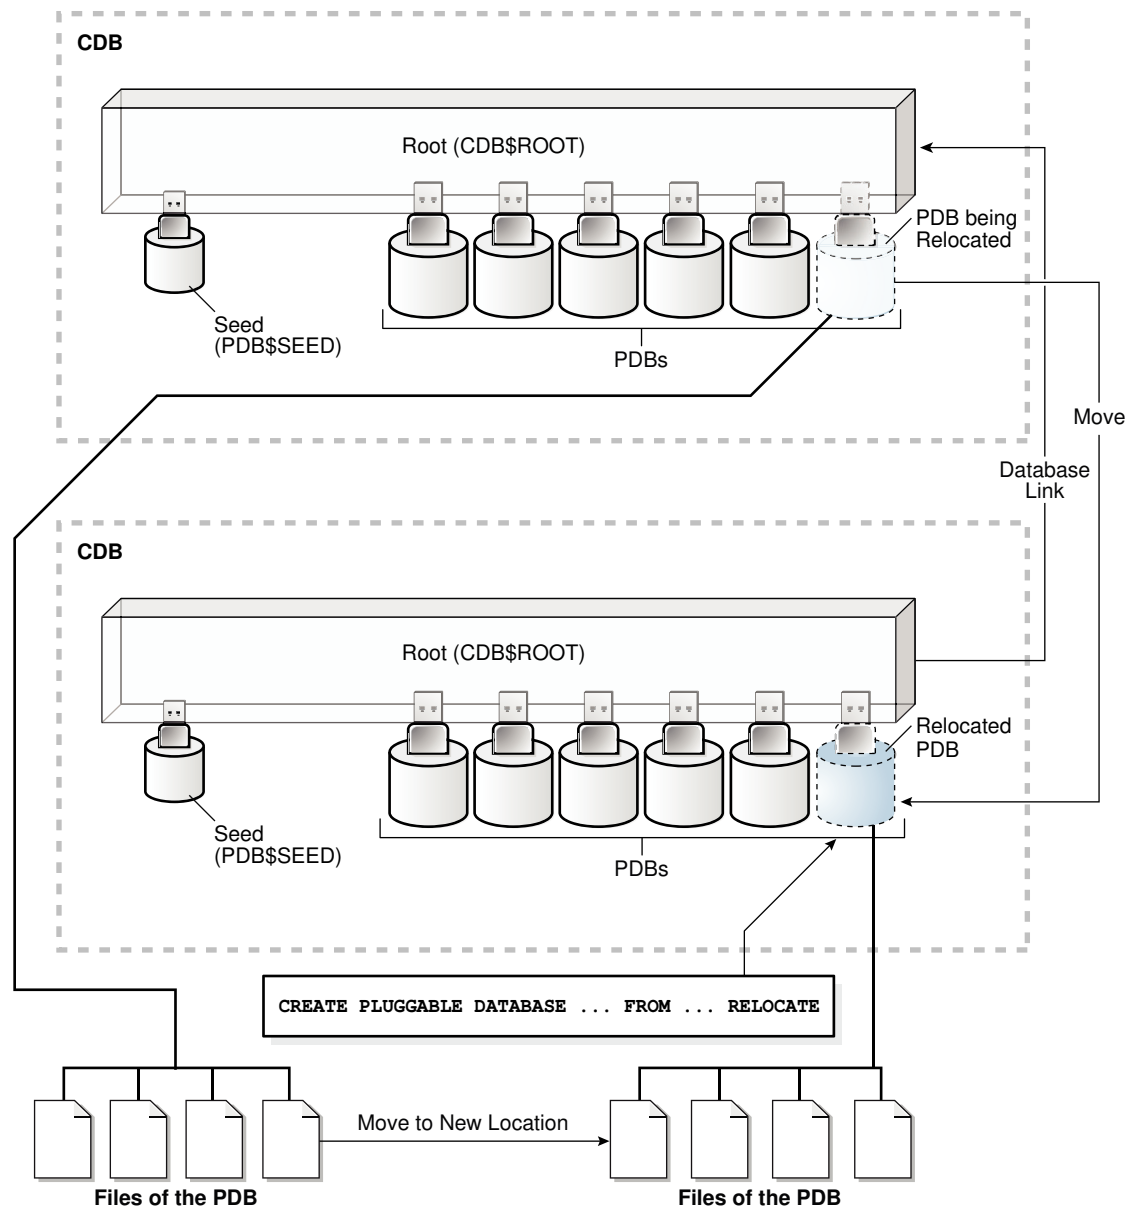 CDB
Root (CDB$ROOT)
PDB being
Relocated
Seed
(PDB$SEED)
PDBs
Move
Database
Link
CDB
Root (CDB$ROOT)
Relocated
PDB
Seed
(PDB$SEED)
PDBs
CREATE PLUGGABLE DATABASE ... FROM ... RELOCATE
Move to New Location
Files of the PDB
Files of the PDB